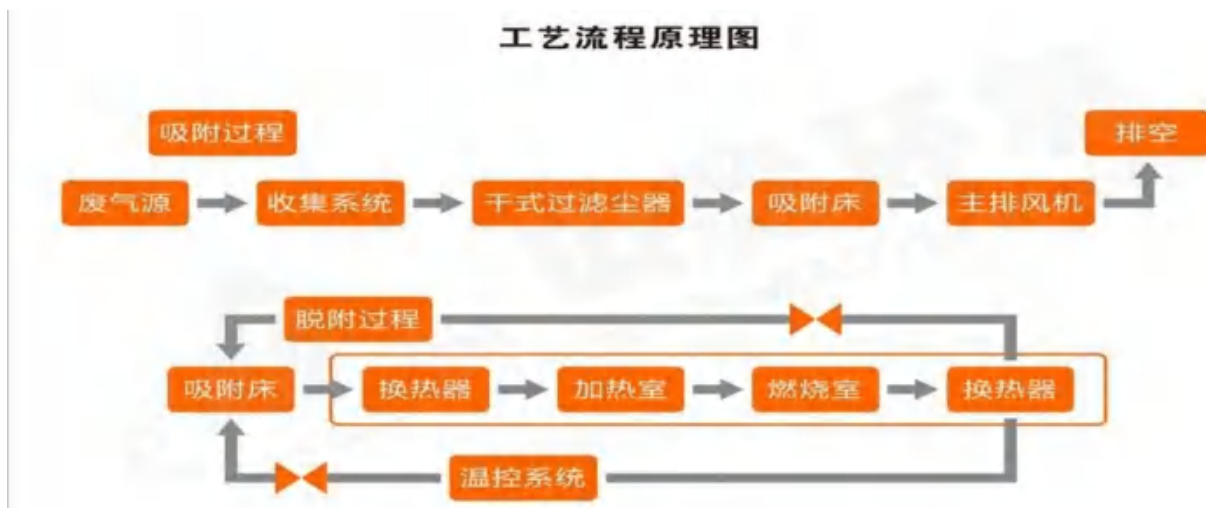 工艺流程原理图
吸附过程
排空
废气源 收集系统 干式过滤尘器 吸附床 主排风机
脱附过程
吸附床 换热器 加热室 燃烧室 换热器
温控系统